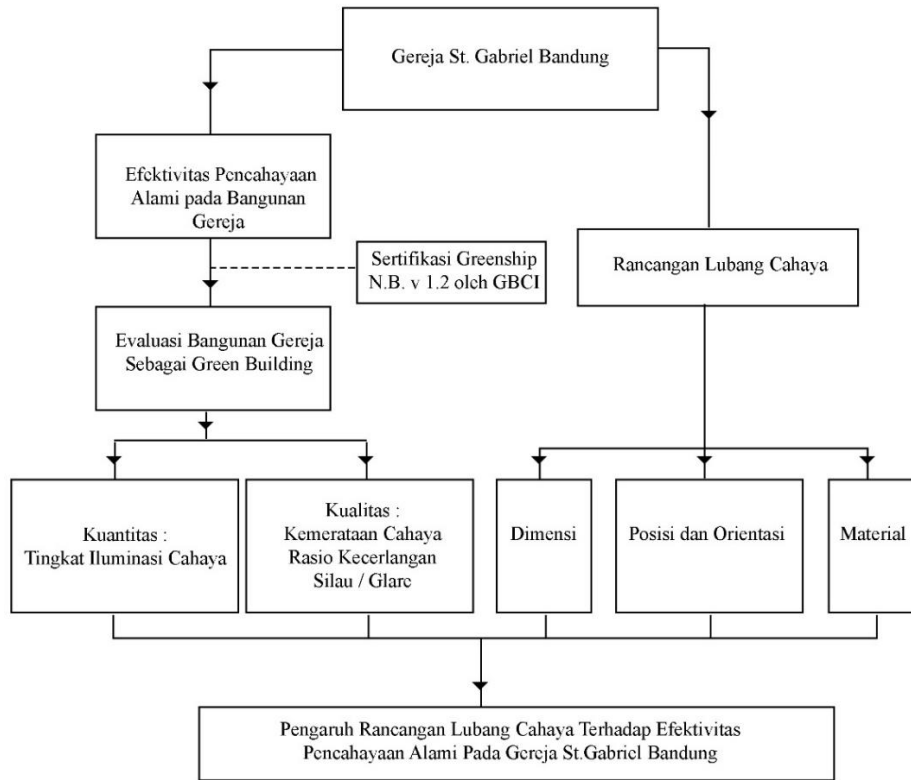 Gereja St. Gabriel Bandung
Efektivitas Pencahayaan
Alami pada Bangunan
Gereja
Sertifikasi Greenship
N.B. v 1.2 oleh GBCI
Rancangan Lubang Cahaya
Evaluasi Bangunan Gereja
Sebagai Green Building
Kuantitas :
Tingkat Iluminasi Cahaya
Kualitas :
Kemerataan Cahaya
Rasio Kecerlangan
Silau / Glare
Dimensi
Posisi dan Orientasi
Material
Pengaruh Rancangan Lubang Cahaya Terhadap Efektivitas
Pencahayaan Alami Pada Gereja St.Gabriel Bandung